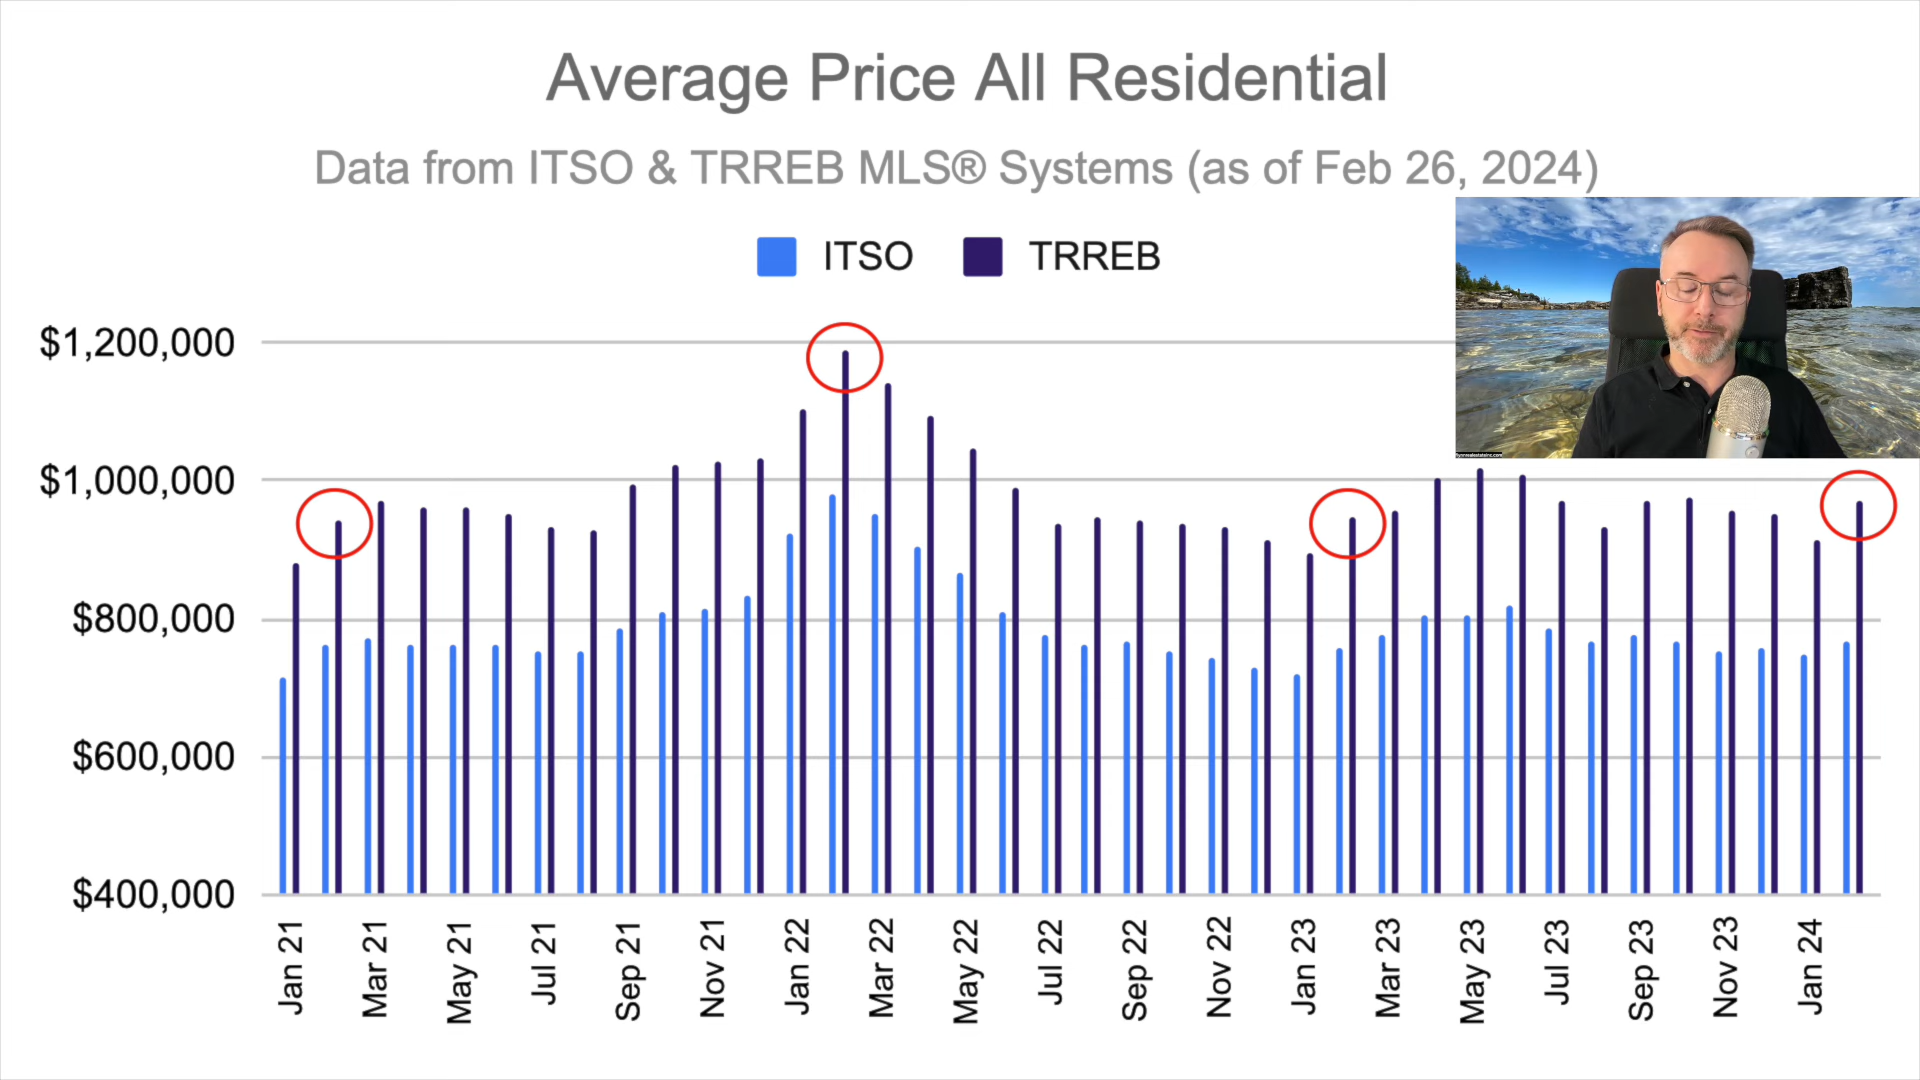 Average Price All Residential
Data from ITSO & TRREB MLS® Systems (as of Feb 26, 2024)
ITSO TRREB
$1,200,000
$1,000,000
$800,000
$600,000
$400,000
Jan 21 Mar 21 May 21 Jul 21 Sep 21 Nov 21 Jan 22 Mar 22 May 22 Jul 22 Sep 22 Nov 22 Jan 23 Mar 23 May 23 Jul 23 Sep 23 Nov 23 Jan 24